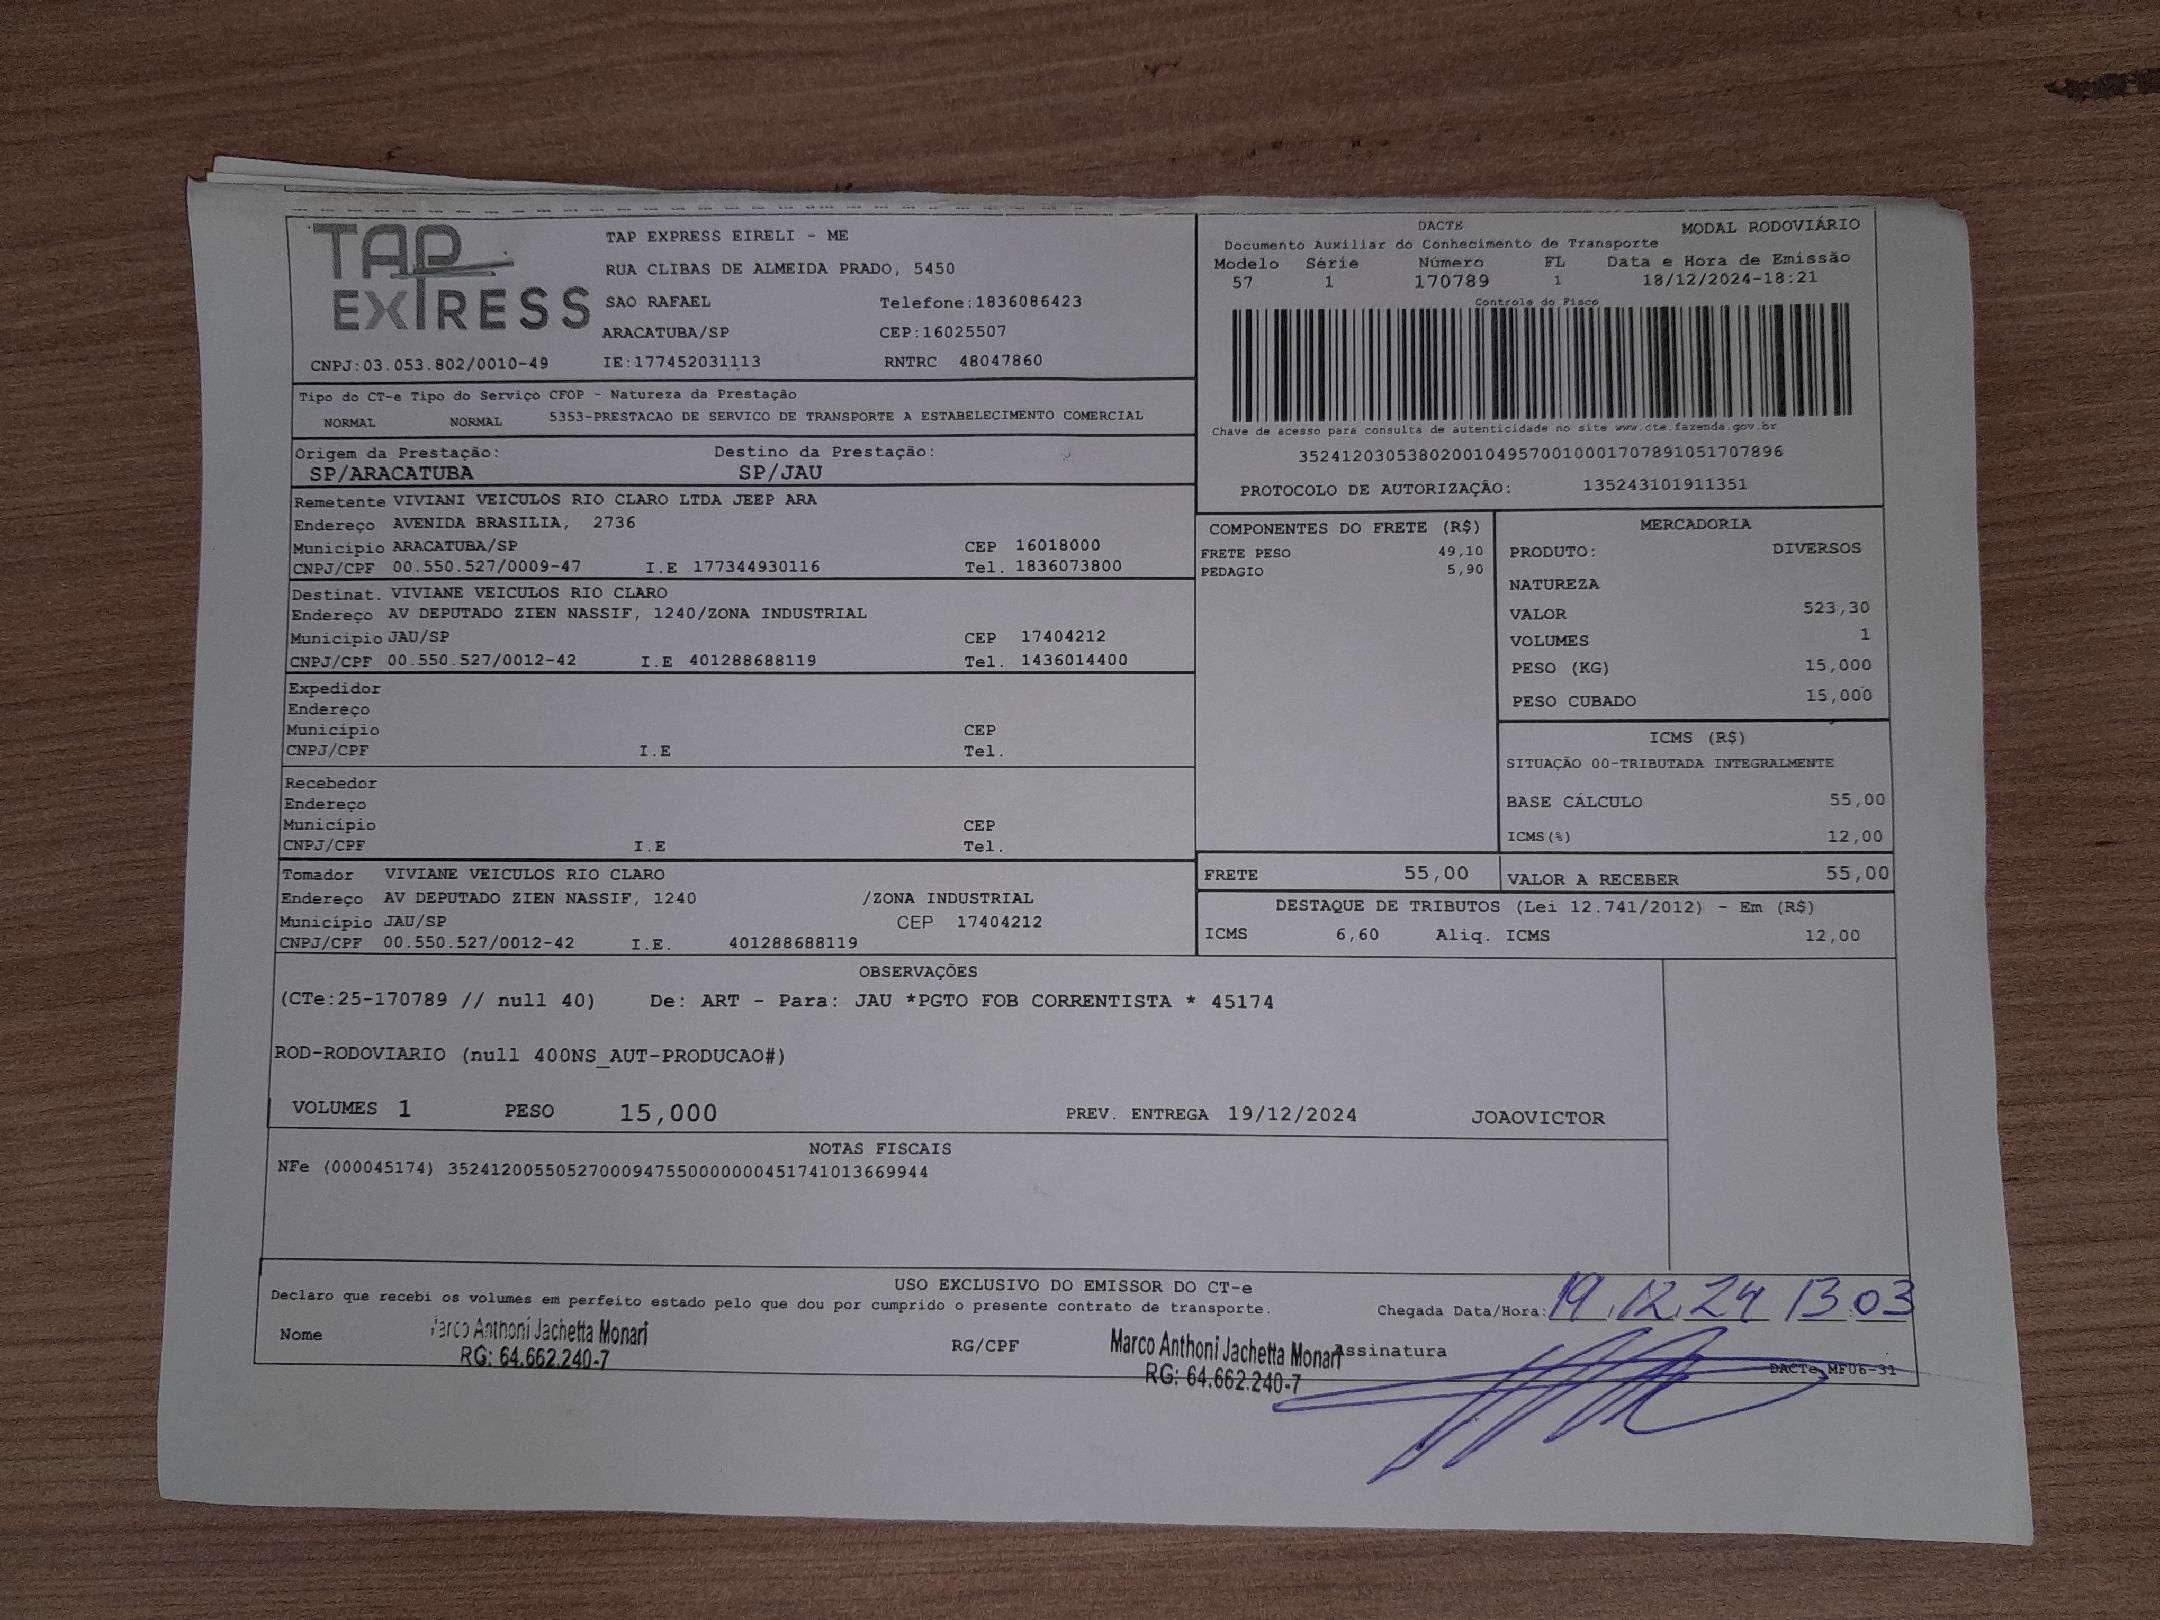 TAP EXPRESS
TAP EXPRESS EIRELI - ME
RUA CLIBAS DE ALMEIDA PRADO, 5450
SAO RAFAEL Telefone:1836086423
ARACATUBA/SP CEP:16025507
CNPJ:03.053.802/0010-49 IE:177452031113 RNTRC 48047860
DACTE MODAL RODOVIÁRIO
Documento Auxiliar do Conhecimento de Transporte
Modelo Série Número FL Data e Hora de Emissão
57 1 170789 1 18/12/2024-18:21
Controle do Fisco
Chave de acesso para consulta de autenticidade no site www.cte.fazenda.gov.br
35241203053802001049570010001707891051707896
PROTOCOLO DE AUTORIZAÇÃO: 135243101911351
Tipo do CT-e Tipo do Serviço CFOP - Natureza da Prestação
NORMAL NORMAL 5353-PRESTACAO DE SERVICO DE TRANSPORTE A ESTABELECIMENTO COMERCIAL
Origem da Prestação: Destino da Prestação:
SP/ARACATUBA SP/JAU
Remetente VIVIANI VEICULOS RIO CLARO LTDA JEEP ARA
Endereço AVENIDA BRASILIA, 2736
Município ARACATUBA/SP CEP 16018000
CNPJ/CPF 00.550.527/0009-47 I.E 177344930116 Tel. 1836073800
Destinat. VIVIANE VEICULOS RIO CLARO
Endereço AV DEPUTADO ZIEN NASSIF, 1240/ZONA INDUSTRIAL
Município JAU/SP CEP 17404212
CNPJ/CPF 00.550.527/0012-42 I.E 401288688119 Tel. 1436014400
Expedidor
Endereço
Município CEP
CNPJ/CPF I.E Tel.
Recebedor
Endereço
Município CEP
CNPJ/CPF I.E Tel.
Tomador VIVIANE VEICULOS RIO CLARO
Endereço AV DEPUTADO ZIEN NASSIF, 1240 /ZONA INDUSTRIAL
Município JAU/SP CEP 17404212
CNPJ/CPF 00.550.527/0012-42 I.E. 401288688119
COMPONENTES DO FRETE (R$)
FRETE PESO 49,10
PEDAGIO 5,90
MERCADORIA
PRODUTO: DIVERSOS
NATUREZA
VALOR 523,30
VOLUMES 1
PESO (KG) 15,000
PESO CUBADO 15,000
ICMS (R$)
SITUAÇÃO 00-TRIBUTADA INTEGRALMENTE
BASE CÁLCULO 55,00
ICMS(%) 12,00
FRETE 55,00 VALOR A RECEBER 55,00
DESTAQUE DE TRIBUTOS (Lei 12.741/2012) - Em (R$)
ICMS 6,60 Aliq. ICMS 12,00
OBSERVAÇÕES
(CTe:25-170789 // null 40) De: ART - Para: JAU *PGTO FOB CORRENTISTA * 45174
ROD-RODOVIARIO (null 400NS_AUT-PRODUCAO#)
VOLUMES 1 PESO 15,000 PREV. ENTREGA 19/12/2024 JOAOVICTOR
NOTAS FISCAIS
NFe (000045174) 35241200550527000947550000000451741013669944
USO EXCLUSIVO DO EMISSOR DO CT-e
Declaro que recebi os volumes em perfeito estado pelo que dou por cumprido o presente contrato de transporte. Chegada Data/Hora: 19/12/24 13:03
Nome Marco Anthoni Jachetta Monari RG/CPF Marco Anthoni Jachetta Monari Assinatura
RG: 64.662.240-7 RG: 64.662.240-7 DACTe MF06-31